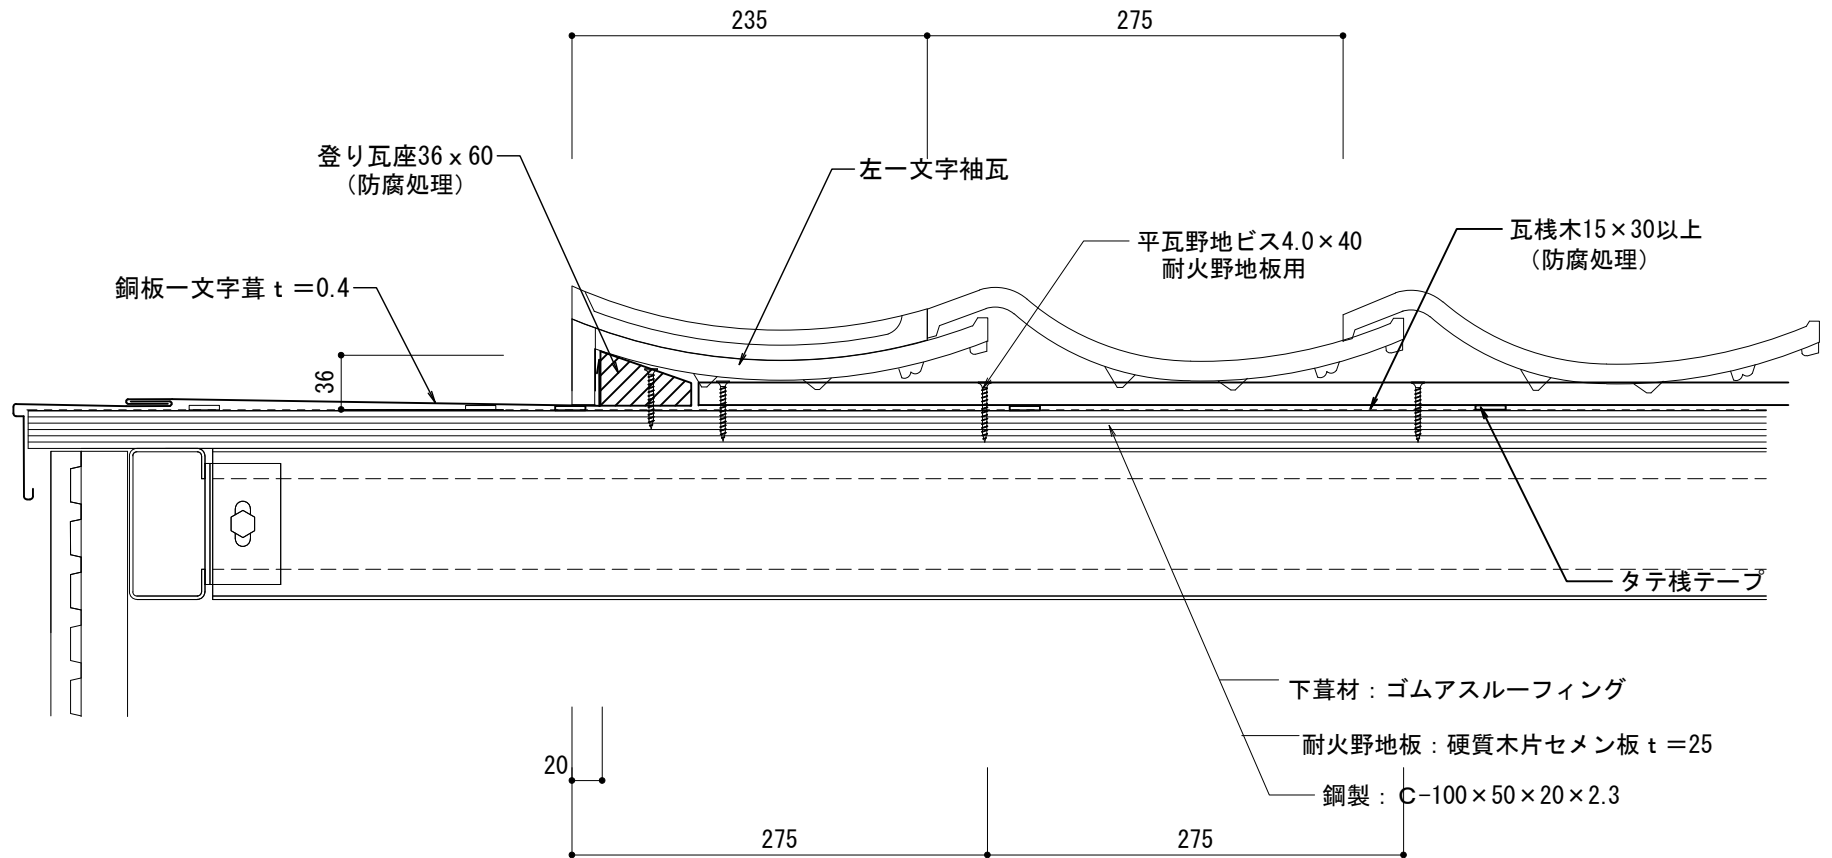 235
275
登り瓦座36ｘ60
（防腐処理）
左一文字袖瓦
平瓦野地ビス4.0×40
耐火野地板用
瓦桟木15×30以上
（防腐処理）
銅板一文字葺ｔ＝0.4
36
タテ桟テープ
下葺材：ゴムアスルーフィング
耐火野地板：硬質木片セメン板ｔ＝25
鋼製：C-100×50×20×2.3
20
275
275